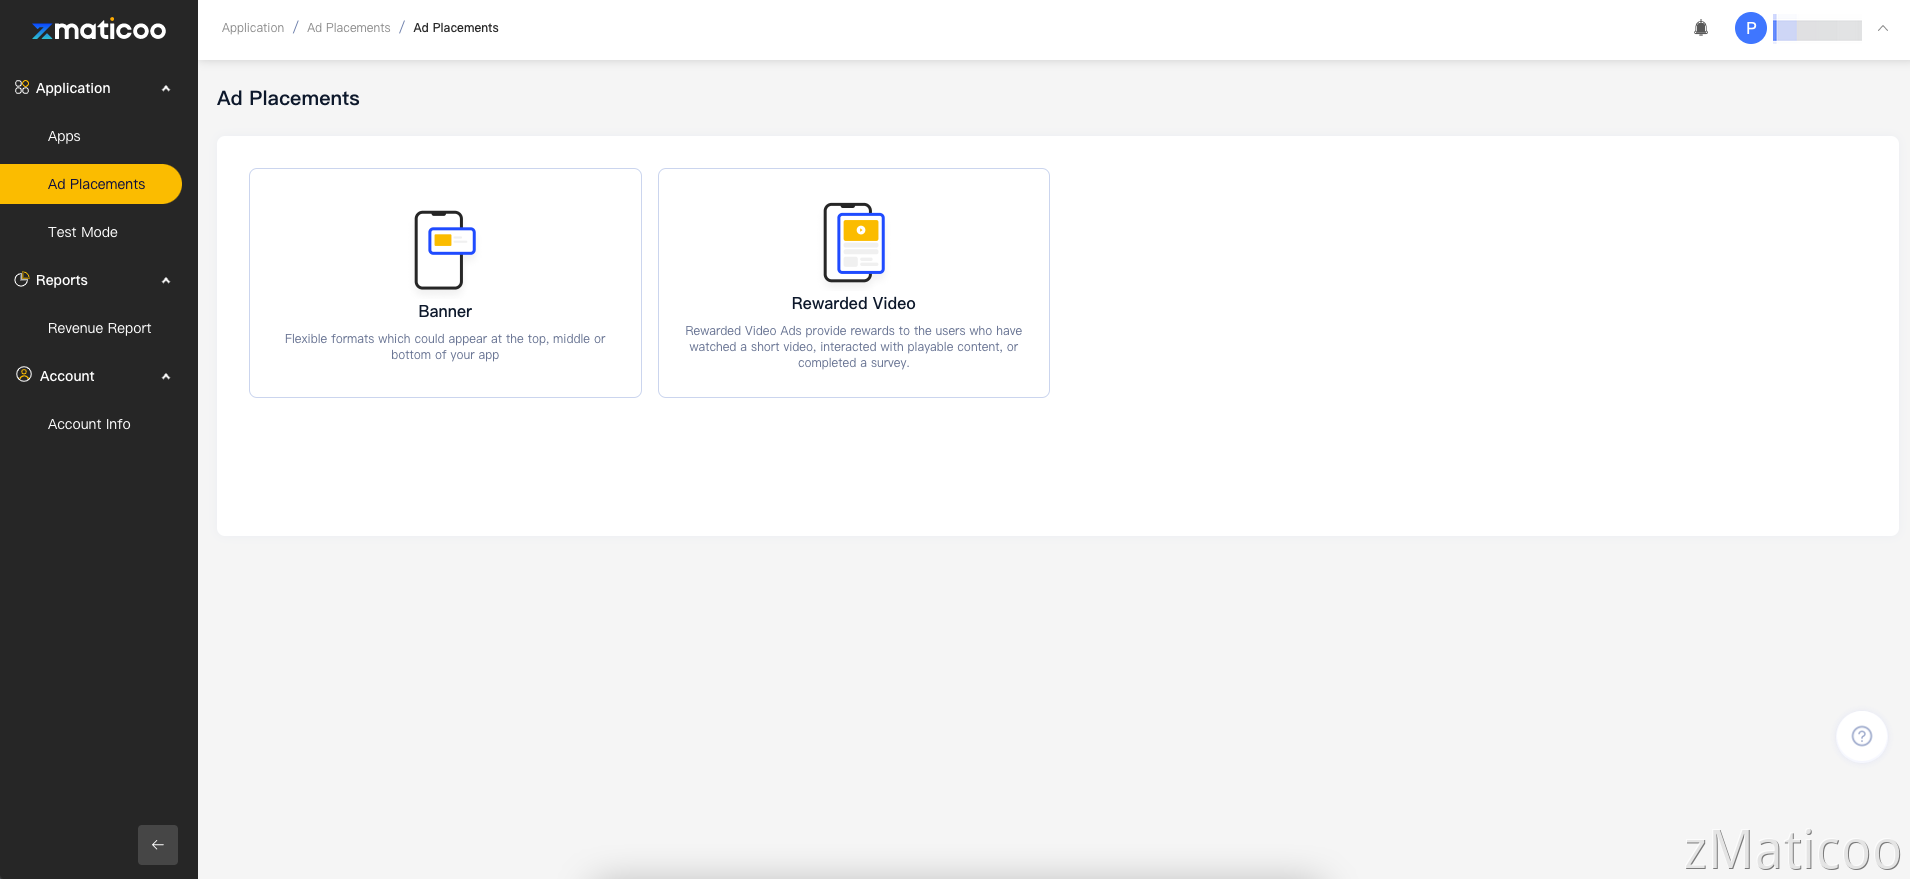 zmaticoo
Application / Ad Placements / Ad Placements
P
Application
Apps
Ad Placements
Test Mode
Reports
Revenue Report
Account
Account Info
Ad Placements
Banner
Flexible formats which could appear at the top, middle or
bottom of your app
Rewarded Video
Rewarded Video Ads provide rewards to the users who have
watched a short video, interacted with playable content, or
completed a survey.
?
zMaticoo